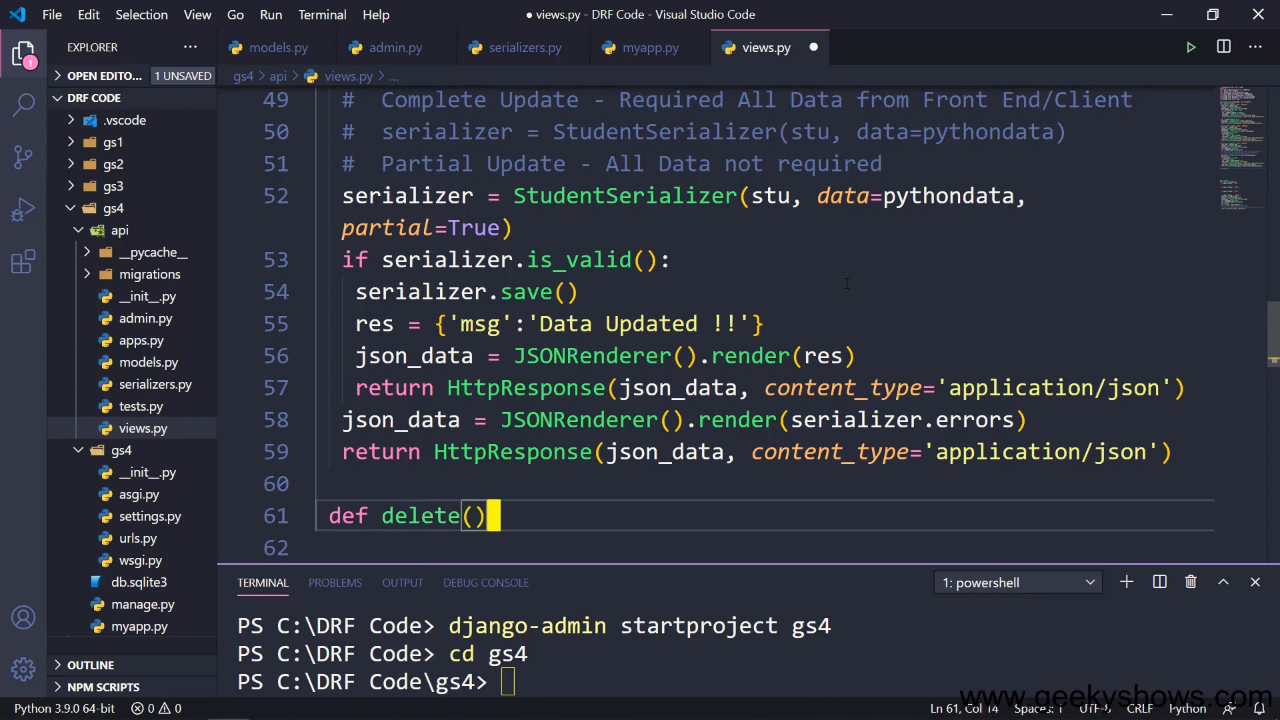 File Edit Selection View Go Run Terminal Help
● views.py - DRF Code - Visual Studio Code
EXPLORER ···
models.py admin.py serializers.py myapp.py views.py
OPEN EDITO... 1 UNSAVED
gs4 > api > views.py > ...
DRF CODE
.vscode
gs1
gs2
gs3
gs4
api
__pycache__
migrations
__init__.py
admin.py
apps.py
models.py
serializers.py
tests.py
views.py
gs4
__init__.py
asgi.py
settings.py
urls.py
wsgi.py
db.sqlite3
manage.py
myapp.py
OUTLINE
NPM SCRIPTS
1
49 # Complete Update - Required All Data from Front End/Client
50 # serializer = StudentSerializer(stu, data=pythondata)
51 # Partial Update - All Data not required
52 serializer = StudentSerializer(stu, data=pythondata,
partial=True)
53 if serializer.is_valid():
54 serializer.save()
55 res = {'msg':'Data Updated !!'}
56 json_data = JSONRenderer().render(res)
57 return HttpResponse(json_data, content_type='application/json')
58 json_data = JSONRenderer().render(serializer.errors)
59 return HttpResponse(json_data, content_type='application/json')
60
61 def delete()
62
TERMINAL PROBLEMS OUTPUT DEBUG CONSOLE
1: powershell
PS C:\DRF Code> django-admin startproject gs4
PS C:\DRF Code> cd gs4
PS C:\DRF Code\gs4>
www.geekyshows.com
Python 3.9.0 64-bit 0 0
Ln 61, Col 14 Spaces: 1 UTF-8 CRLF Python